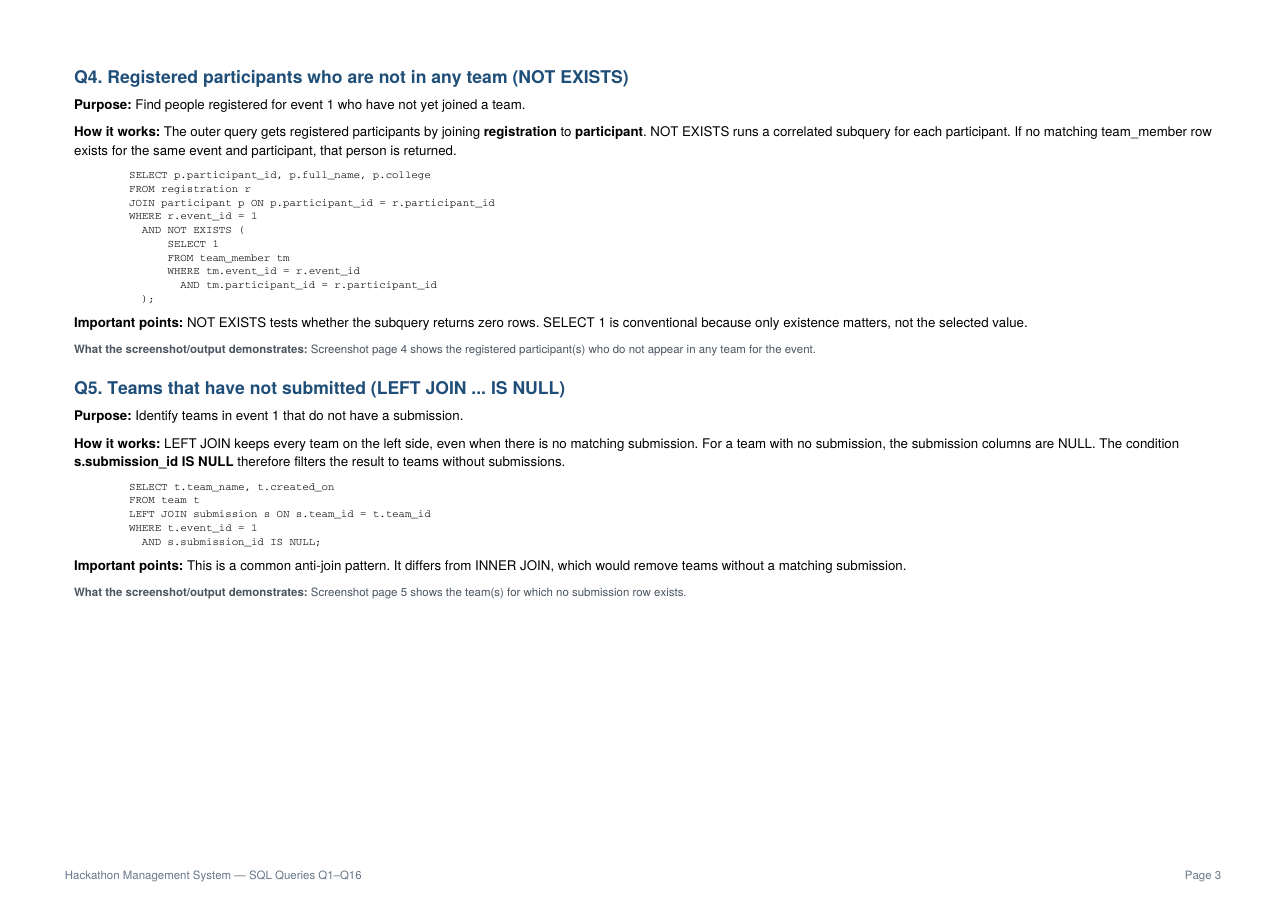 Q4. Registered participants who are not in any team (NOT EXISTS)
Purpose: Find people registered for event 1 who have not yet joined a team.
How it works: The outer query gets registered participants by joining registration to participant. NOT EXISTS runs a correlated subquery for each participant. If no matching team_member row
exists for the same event and participant, that person is returned.
SELECT p.participant_id, p.full_name, p.college
FROM registration r
JOIN participant p ON p.participant_id = r.participant_id
WHERE r.event_id = 1
  AND NOT EXISTS (
      SELECT 1
      FROM team_member tm
      WHERE tm.event_id = r.event_id
        AND tm.participant_id = r.participant_id
  );
Important points: NOT EXISTS tests whether the subquery returns zero rows. SELECT 1 is conventional because only existence matters, not the selected value.
What the screenshot/output demonstrates: Screenshot page 4 shows the registered participant(s) who do not appear in any team for the event.
Q5. Teams that have not submitted (LEFT JOIN ... IS NULL)
Purpose: Identify teams in event 1 that do not have a submission.
How it works: LEFT JOIN keeps every team on the left side, even when there is no matching submission. For a team with no submission, the submission columns are NULL. The condition
s.submission_id IS NULL therefore filters the result to teams without submissions.
SELECT t.team_name, t.created_on
FROM team t
LEFT JOIN submission s ON s.team_id = t.team_id
WHERE t.event_id = 1
  AND s.submission_id IS NULL;
Important points: This is a common anti-join pattern. It differs from INNER JOIN, which would remove teams without a matching submission.
What the screenshot/output demonstrates: Screenshot page 5 shows the team(s) for which no submission row exists.
Hackathon Management System — SQL Queries Q1–Q16
Page 3